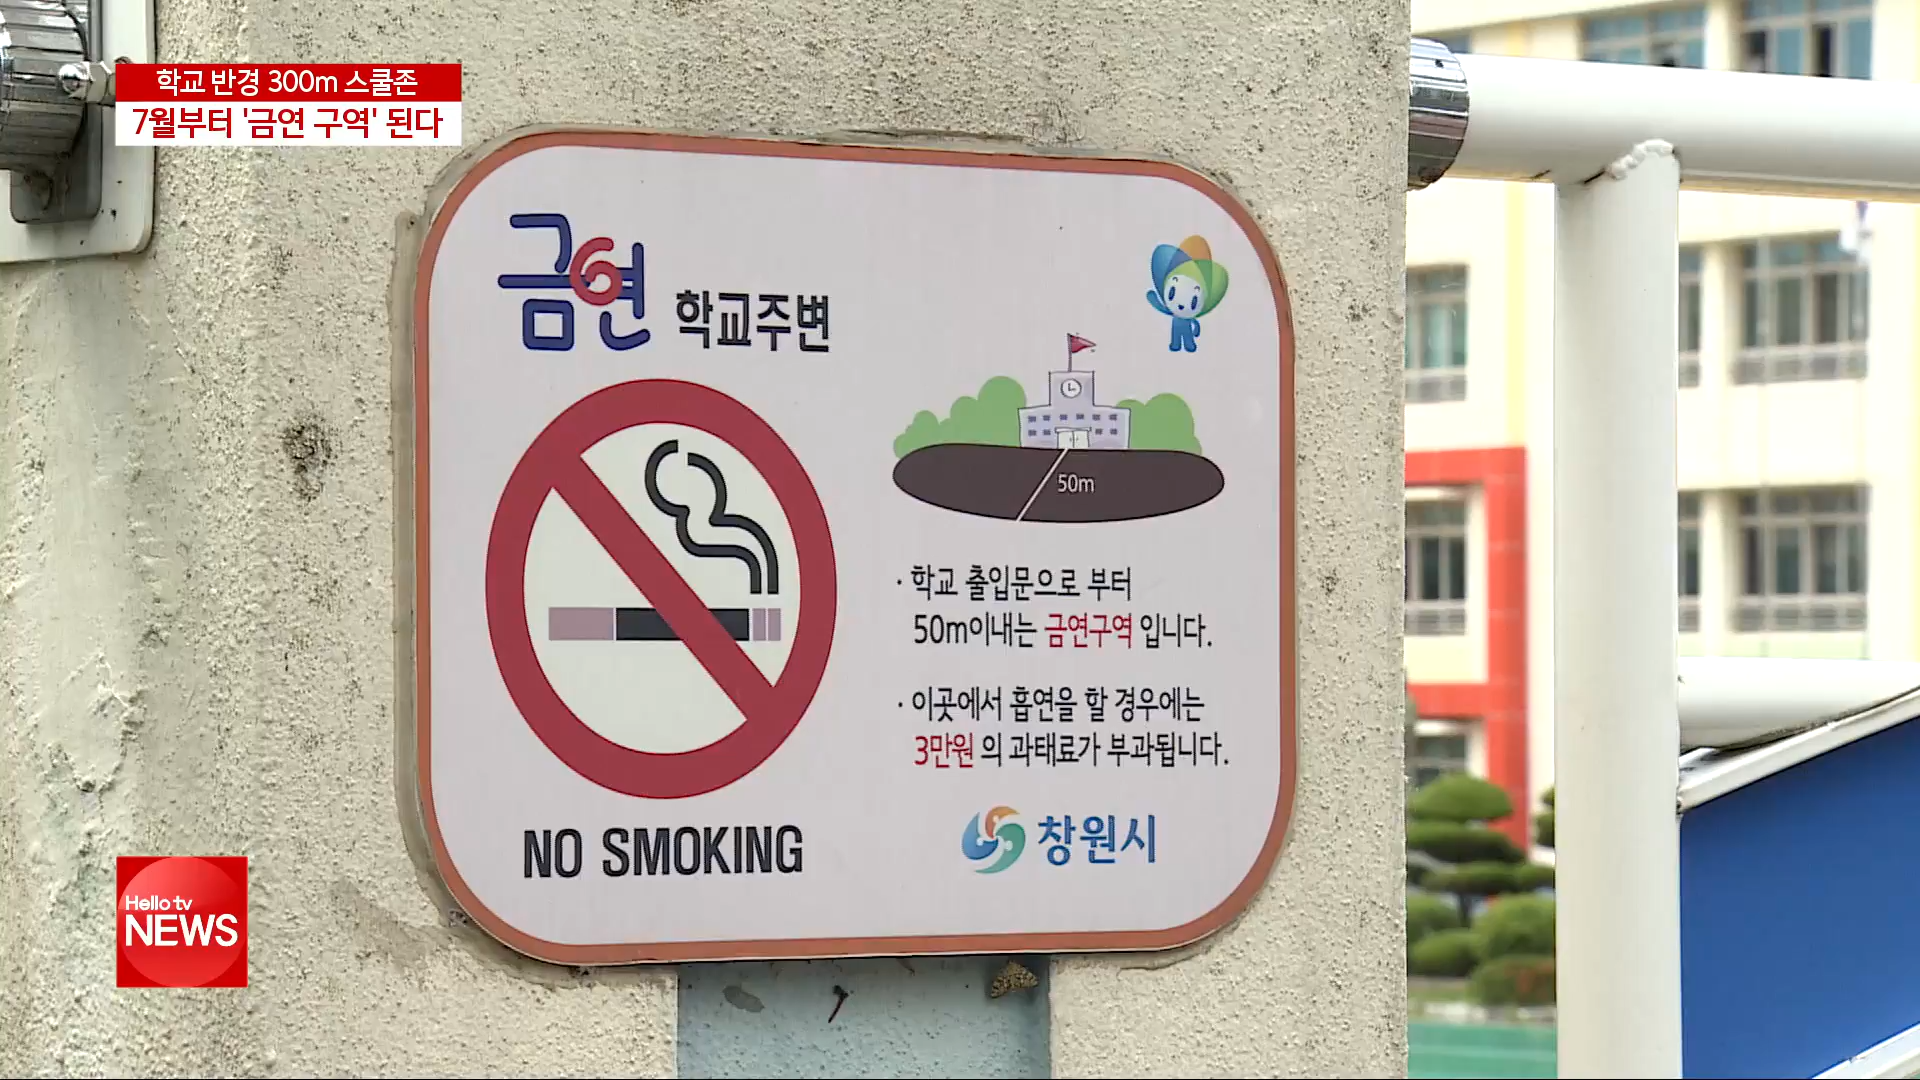 학교 반경 300m 스쿨존
7월부터 '금연 구역' 된다
금연 학교주변
50m
· 학교 출입문으로 부터
50m이내는 금연구역 입니다.
· 이곳에서 흡연을 할 경우에는
3만원 의 과태료가 부과됩니다.
NO SMOKING
창원시
Hello tv
NEWS